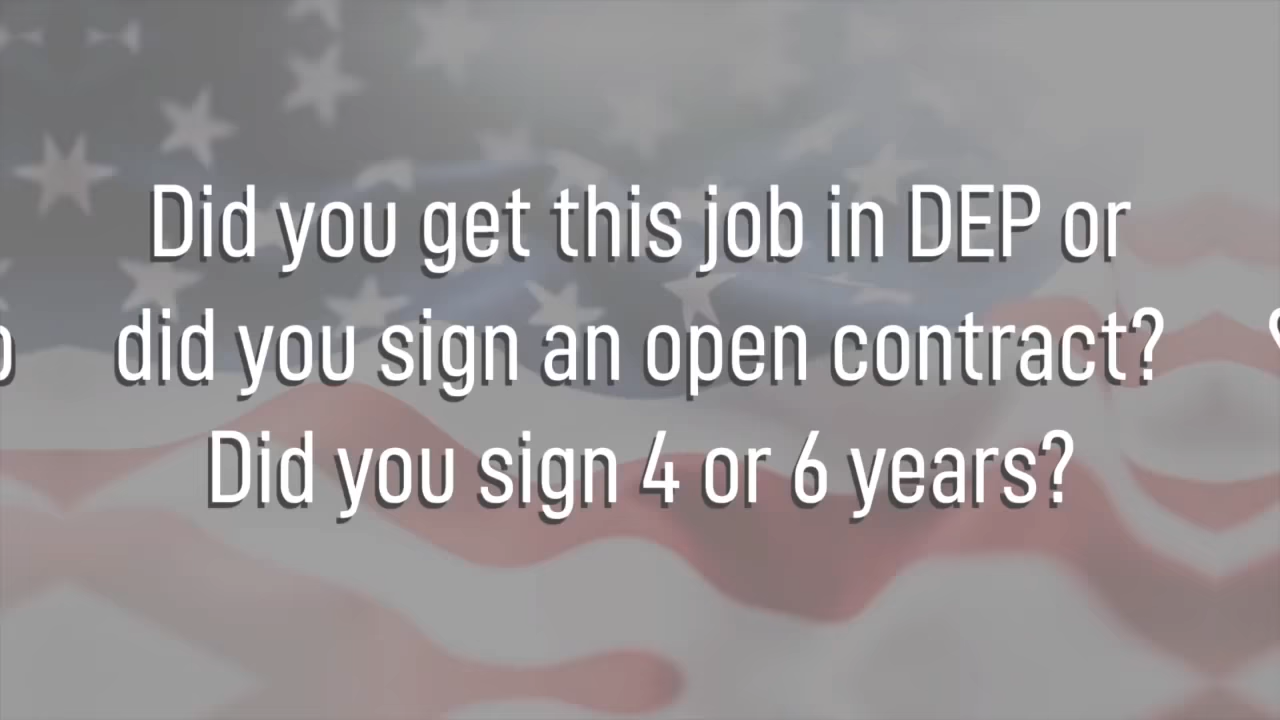 Did you get this job in DEP or
did you sign an open contract?
Did you sign 4 or 6 years?